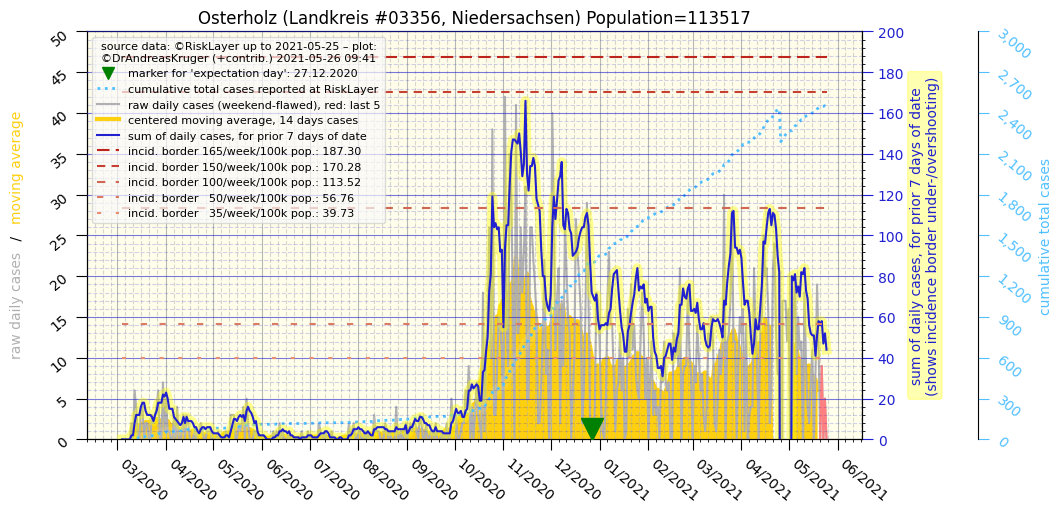 Osterholz (Landkreis #03356, Niedersachsen) Population=113517
source data: ©RiskLayer up to 2021-05-25 – plot:
©DrAndreasKruger (+contrib.) 2021-05-26 09:41
marker for 'expectation day': 27.12.2020
cumulative total cases reported at RiskLayer
raw daily cases (weekend-flawed), red: last 5
centered moving average, 14 days of cases
sum of daily cases, for prior 7 days of date
incid. border 165/week/100k pop.: 187.30
incid. border 150/week/100k pop.: 170.28
incid. border 100/week/100k pop.: 113.52
incid. border   50/week/100k pop.: 56.76
incid. border   35/week/100k pop.: 39.73
raw daily cases / moving average
50
45
40
35
30
25
20
15
10
5
0
03/2020
04/2020
05/2020
06/2020
07/2020
08/2020
09/2020
10/2020
11/2020
12/2020
01/2021
02/2021
03/2021
04/2021
05/2021
06/2021
200
180
160
140
120
100
80
60
40
20
0
sum of daily cases, for prior 7 days of date
(shows incidence border under-/overshooting)
3,000
2,700
2,400
2,100
1,800
1,500
1,200
900
600
300
0
cumulative total cases